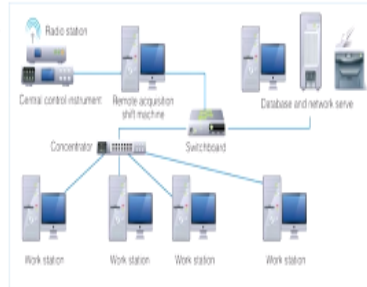 Radio station
Central control instrument
Remote acquisition
shift machine
Database and network serve
Concentrator
Switchboard
Work station
Work station
Work station
Work station